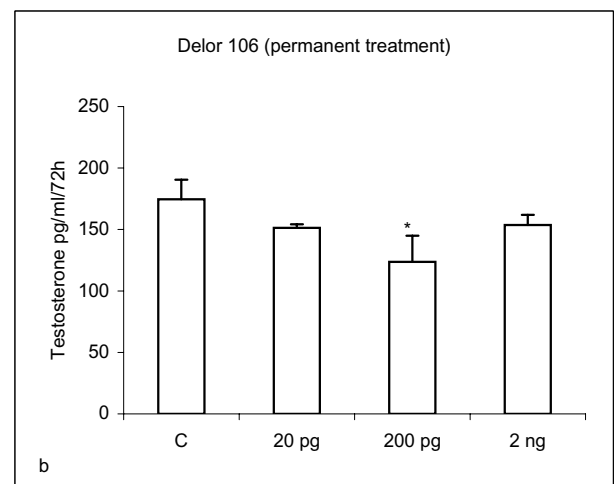 Delor 106 (permanent treatment)
Testosterone pg/ml/72h
250
200
150
100
50
0
*
C 20 pg 200 pg 2 ng
b